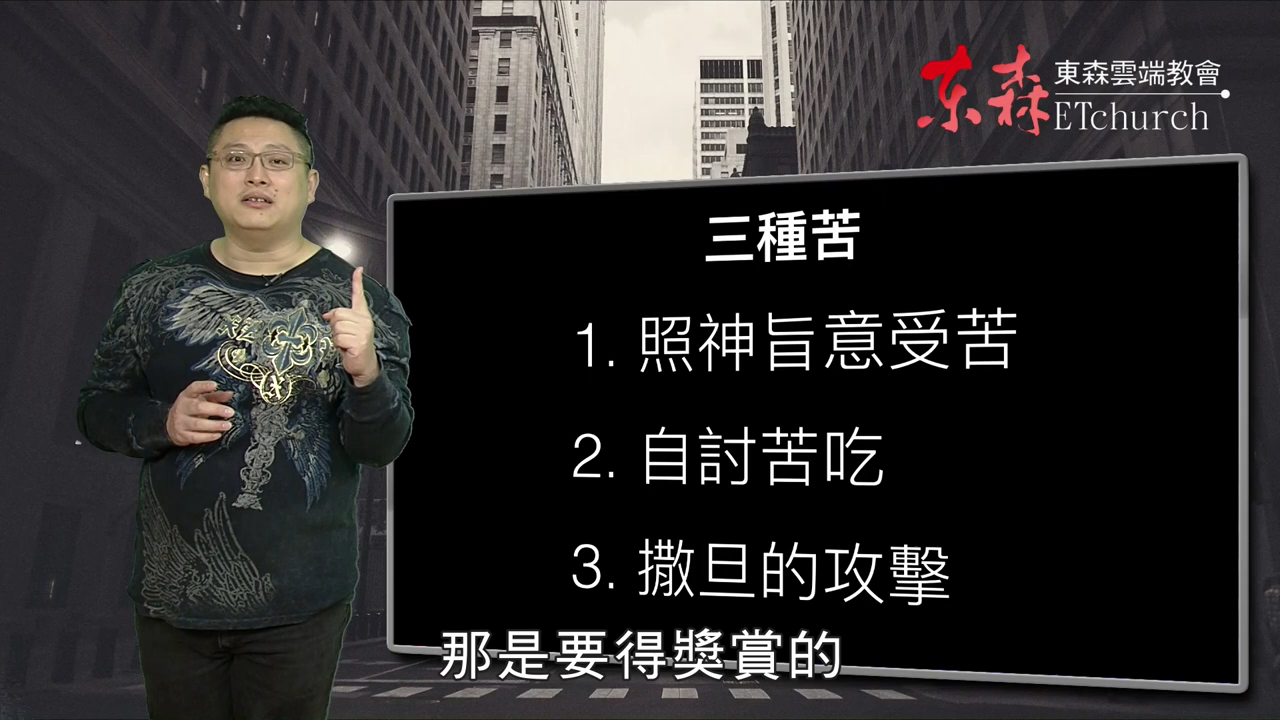 东森
東森雲端教會
ETchurch
三種苦
1. 照神旨意受苦
2. 自討苦吃
3. 撒旦的攻擊
那是要得獎賞的